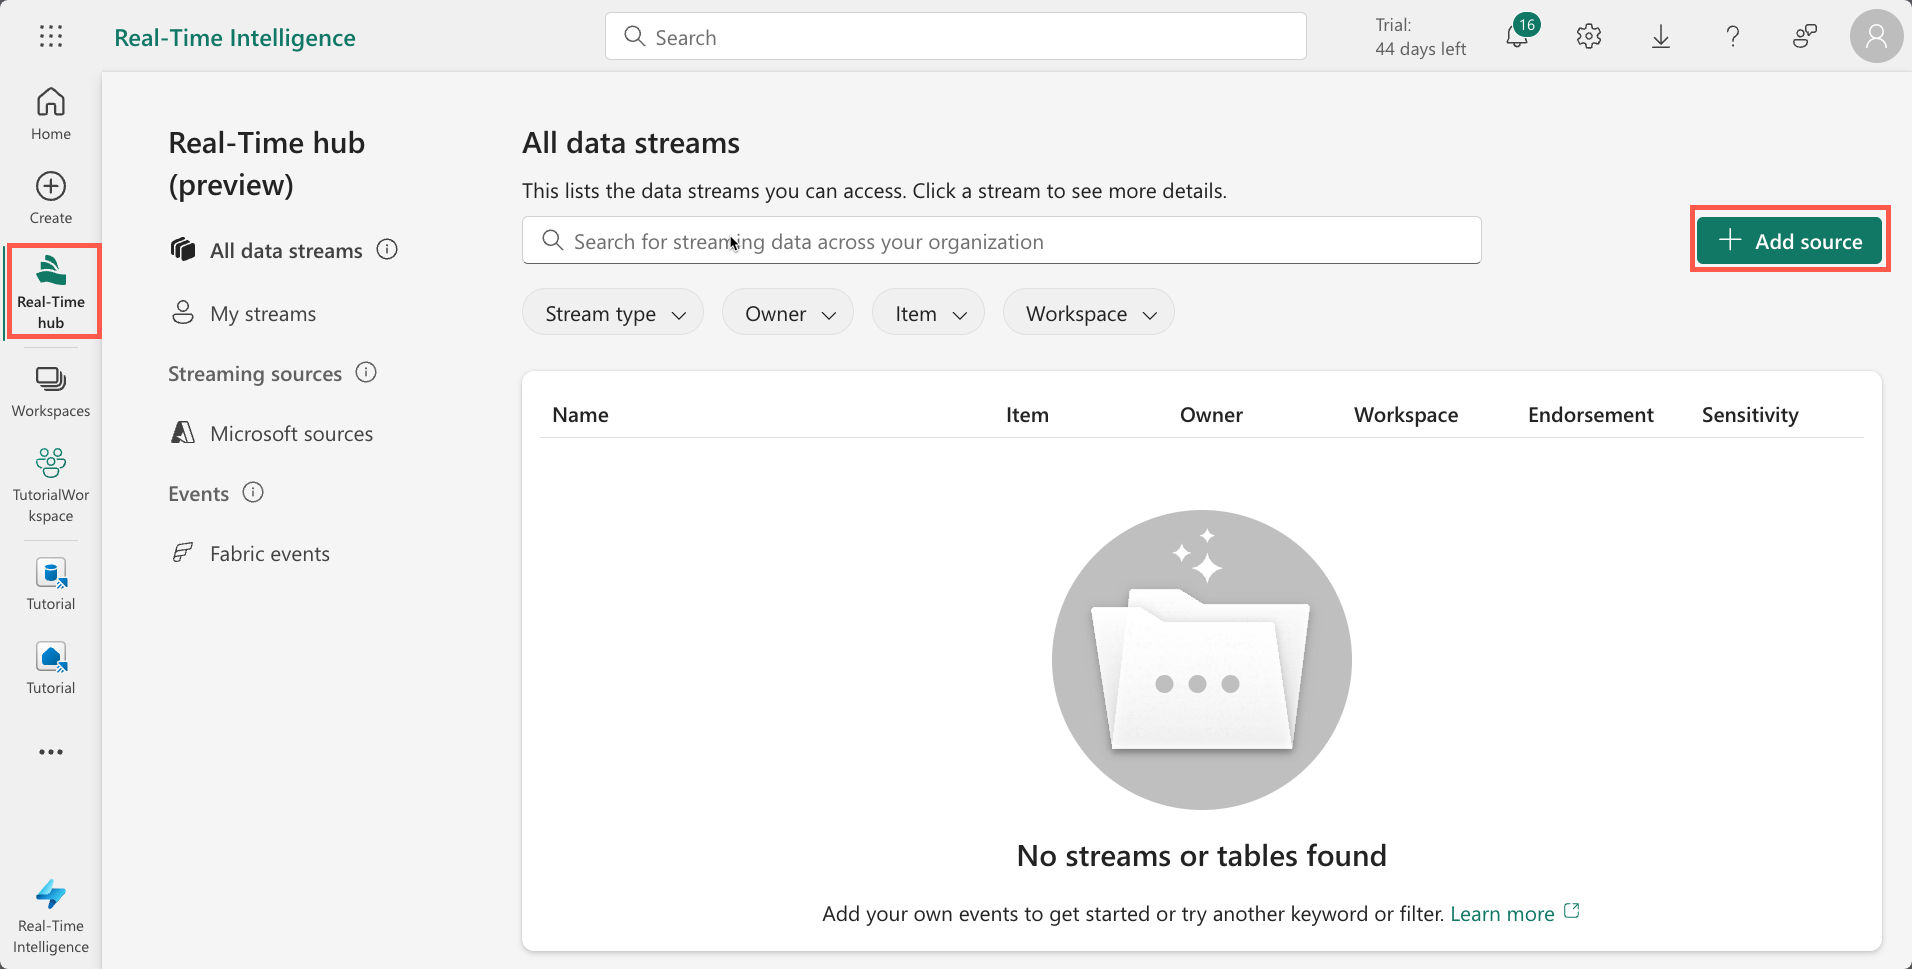 Real-Time Intelligence
Search
Trial:
44 days left
16
Home
Create
Real-Time
hub
Workspaces
TutorialWor
kspace
Tutorial
Tutorial
Real-Time
Intelligence
Real-Time hub
(preview)
All data streams
My streams
Streaming sources
Microsoft sources
Events
Fabric events
All data streams
This lists the data streams you can access. Click a stream to see more details.
Search for streaming data across your organization
Add source
Stream type
Owner
Item
Workspace
Name Item Owner Workspace Endorsement Sensitivity
No streams or tables found
Add your own events to get started or try another keyword or filter. Learn more